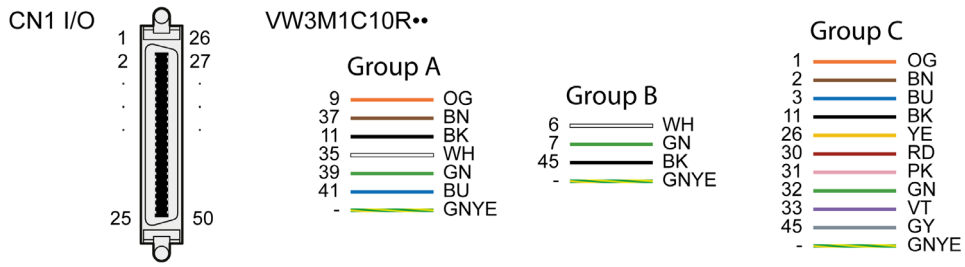 CN1 I/O
1 26
2 27
. .
. .
. .
25 50
VW3M1C10R••
Group A
9 OG
37 BN
11 BK
35 WH
39 GN
41 BU
- GNYE
Group B
6 WH
7 GN
45 BK
- GNYE
Group C
1 OG
2 BN
3 BU
11 BK
26 YE
30 RD
31 PK
32 GN
33 VT
45 GY
- GNYE